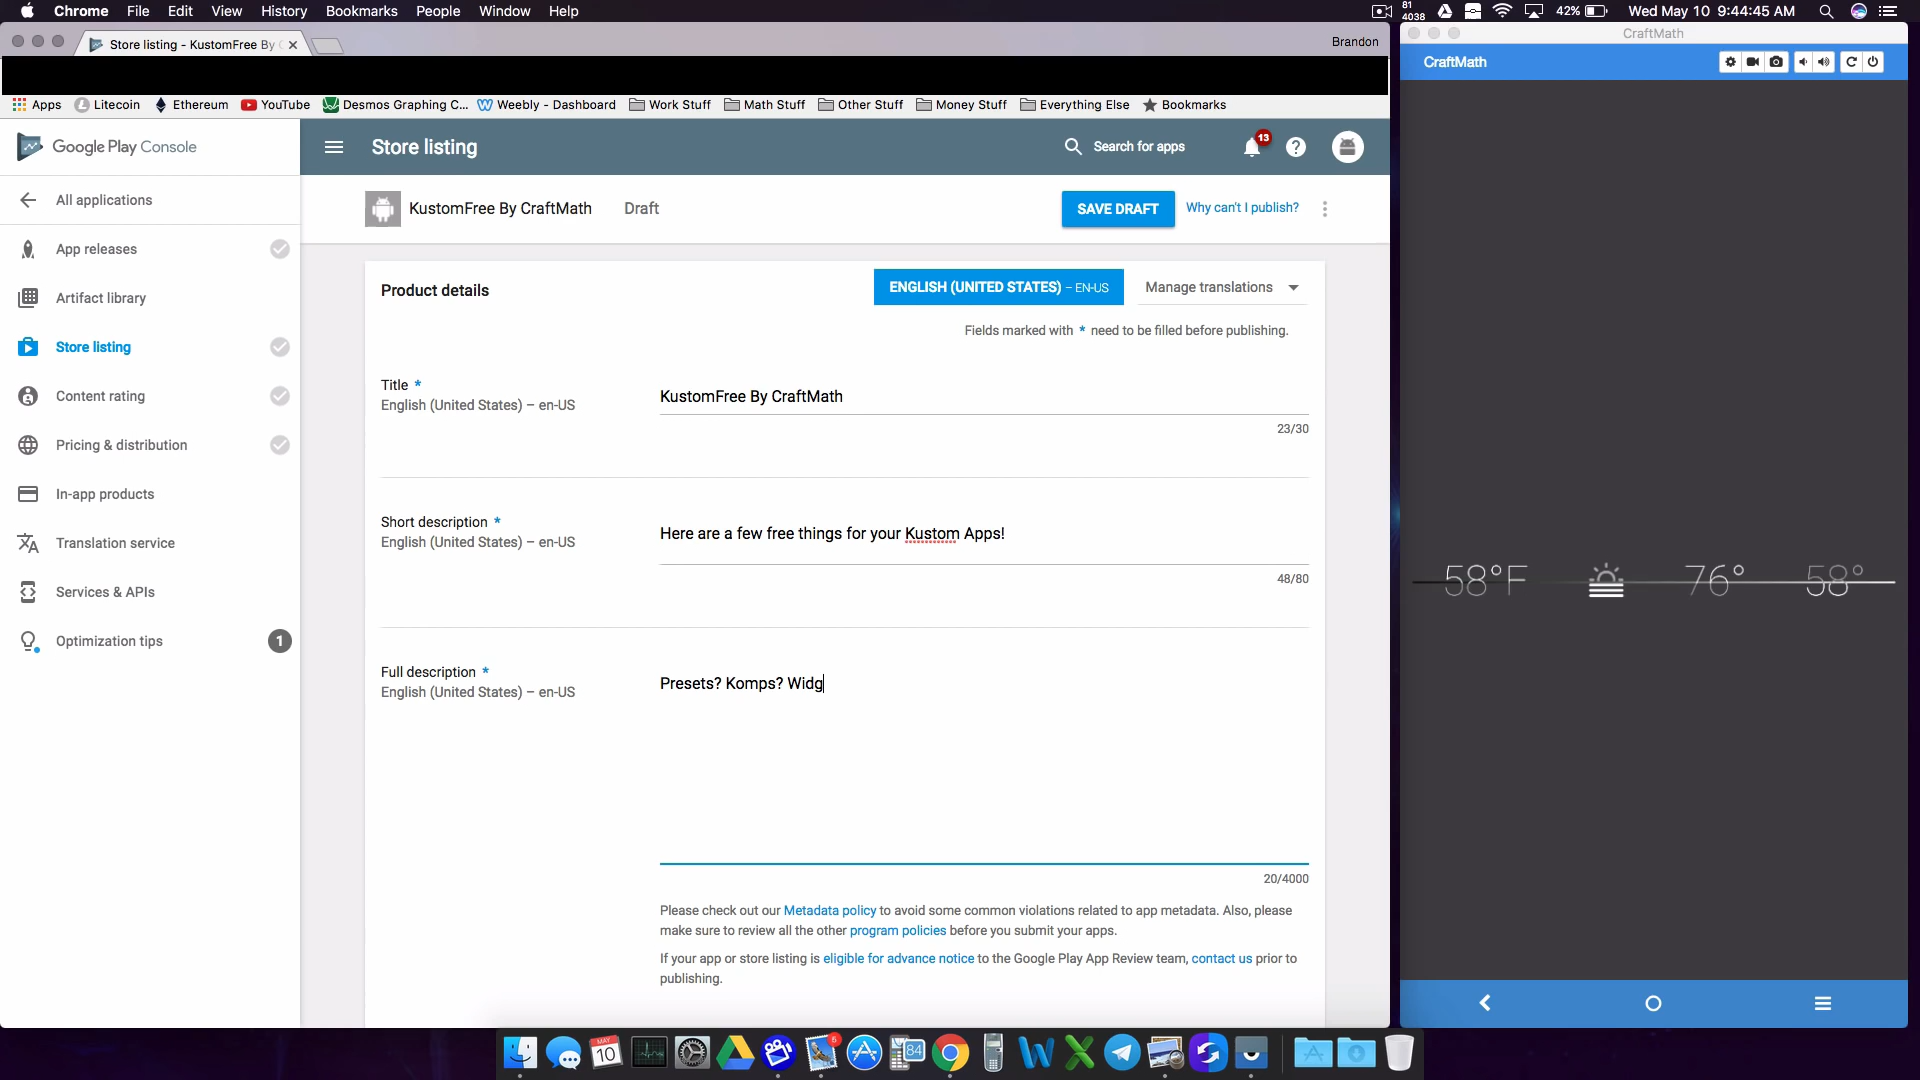 Chrome File Edit View History Bookmarks People Window Help
81
4038
42%
Wed May 10 9:44:45 AM
Store listing - KustomFree By
Brandon
CraftMath
CraftMath
Apps Litecoin Ethereum YouTube Desmos Graphing C... Weebly - Dashboard Work Stuff Math Stuff Other Stuff Money Stuff Everything Else Bookmarks
Google Play Console
Store listing
Search for apps
13
All applications
KustomFree By CraftMath Draft
SAVE DRAFT
Why can't I publish?
App releases
Artifact library
Store listing
Content rating
Pricing & distribution
In-app products
Translation service
Services & APIs
Optimization tips
1
Product details
ENGLISH (UNITED STATES) – EN-US
Manage translations
Fields marked with * need to be filled before publishing.
Title *
English (United States) – en-US
KustomFree By CraftMath
23/30
Short description *
English (United States) – en-US
Here are a few free things for your Kustom Apps!
48/80
Full description *
English (United States) – en-US
Presets? Komps? Widg
20/4000
Please check out our Metadata policy to avoid some common violations related to app metadata. Also, please
make sure to review all the other program policies before you submit your apps.
If your app or store listing is eligible for advance notice to the Google Play App Review team, contact us prior to
publishing.
58°F 76° 58°
MAY
10
84
6